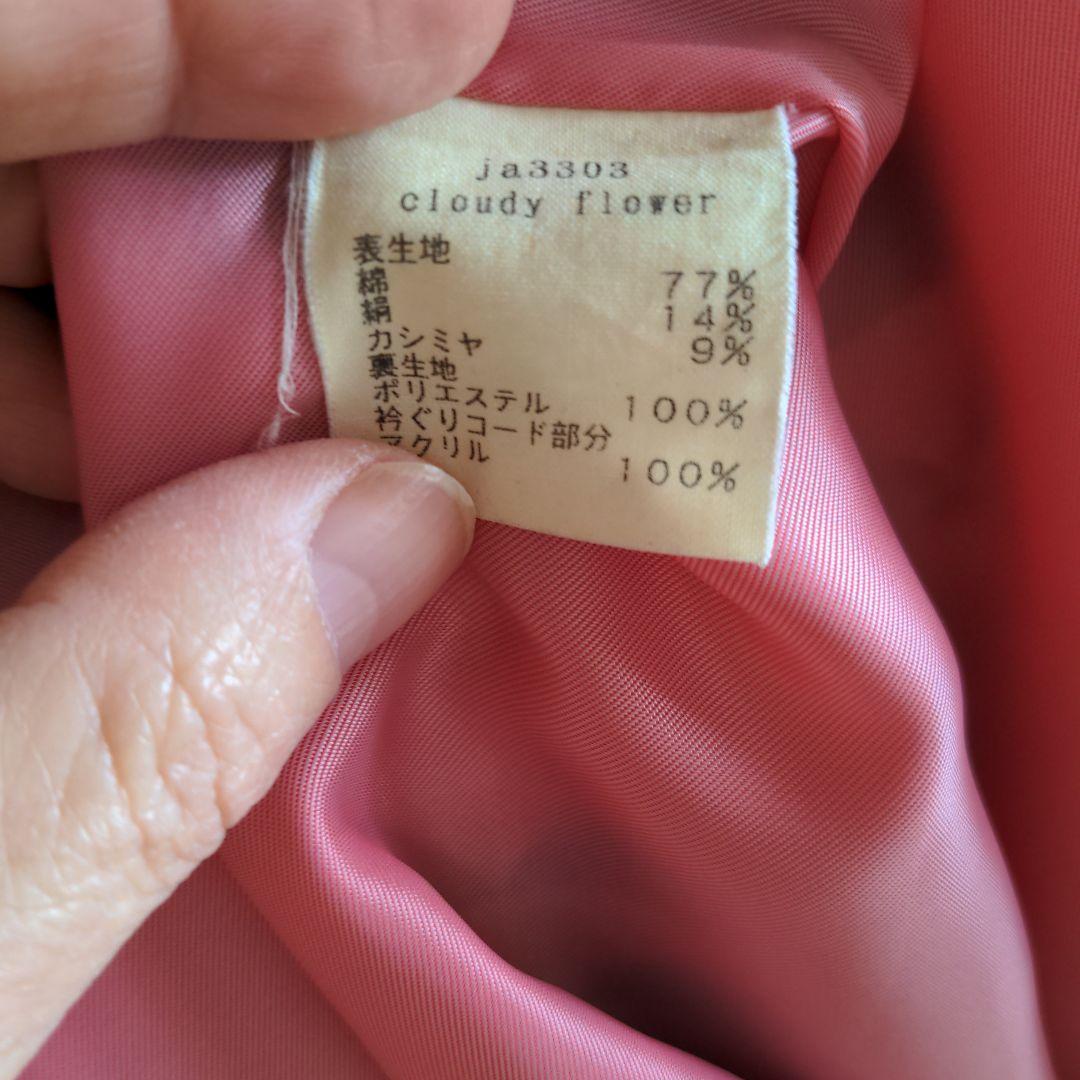 ja3303
cloudy flower
表生地
綿 77%
絹 14%
カシミヤ 9%
裏生地
ポリエステル 100%
衿ぐりコード部分
アクリル 100%